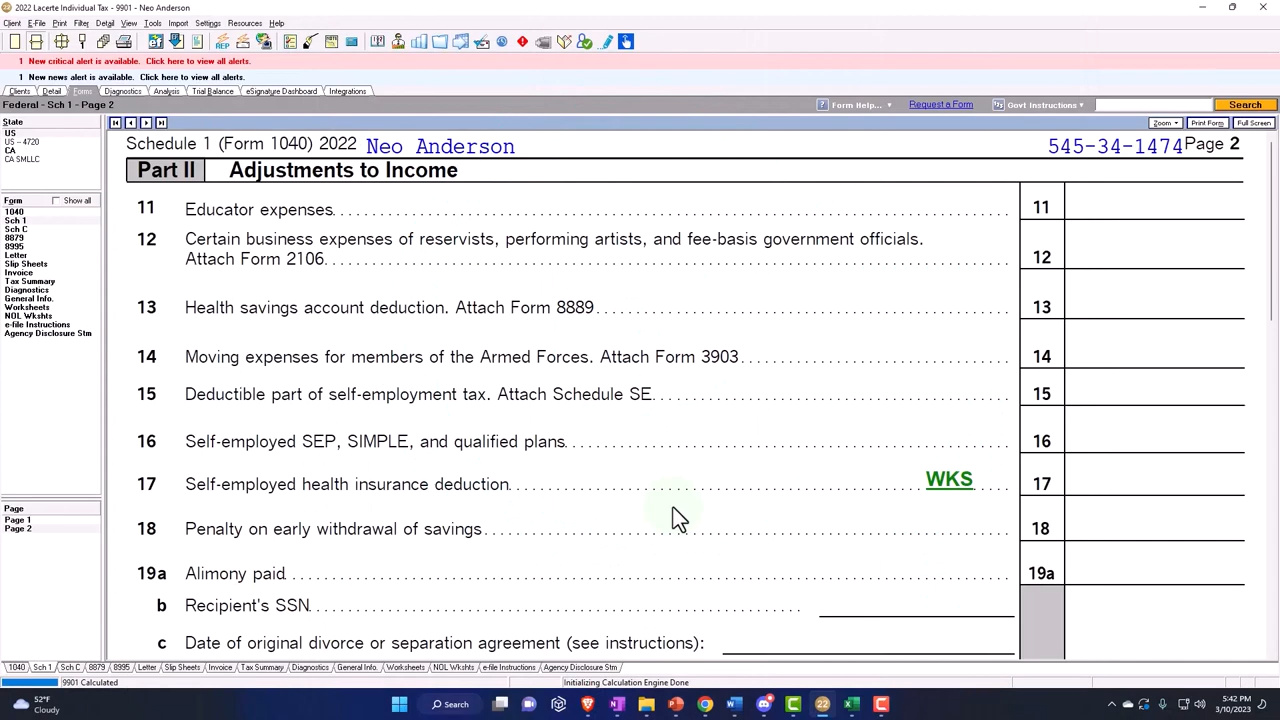 2022 Lacerte Individual Tax - 9901 - Neo Anderson
Client E-File Print Filter Detail View Tools Import Settings Resources Help
1 New critical alert is available. Click here to view all alerts.
1 New news alert is available. Click here to view all alerts.
Clients Detail Forms Diagnostics Analysis Trial Balance eSignature Dashboard Integrations
Federal - Sch 1 - Page 2 Form Help... Request a Form Govt Instructions Search
State
US
US - 4720
CA
CA SMLLC
Zoom Print Form Full Screen
Form Show all
1040
Sch 1
Sch C
8879
8995
Letter
Slip Sheets
Invoice
Tax Summary
Diagnostics
General Info.
Worksheets
NOL Wkshts
e-file Instructions
Agency Disclosure Stm
Page
Page 1
Page 2
Schedule 1 (Form 1040) 2022 Neo Anderson 545-34-1474 Page 2
Part II Adjustments to Income
11 Educator expenses 11
12 Certain business expenses of reservists, performing artists, and fee-basis government officials.
Attach Form 2106 12
13 Health savings account deduction. Attach Form 8889 13
14 Moving expenses for members of the Armed Forces. Attach Form 3903 14
15 Deductible part of self-employment tax. Attach Schedule SE 15
16 Self-employed SEP, SIMPLE, and qualified plans 16
17 Self-employed health insurance deduction WKS 17
18 Penalty on early withdrawal of savings 18
19a Alimony paid 19a
b Recipient's SSN
c Date of original divorce or separation agreement (see instructions):
1040 Sch 1 Sch C 8879 8995 Letter Slip Sheets Invoice Tax Summary Diagnostics General Info. Worksheets NOL Wkshts e-file Instructions Agency Disclosure Stm
9901 Calculated Initializing Calculation Engine Done
52°F
Cloudy
Search
5:42 PM
3/10/2023